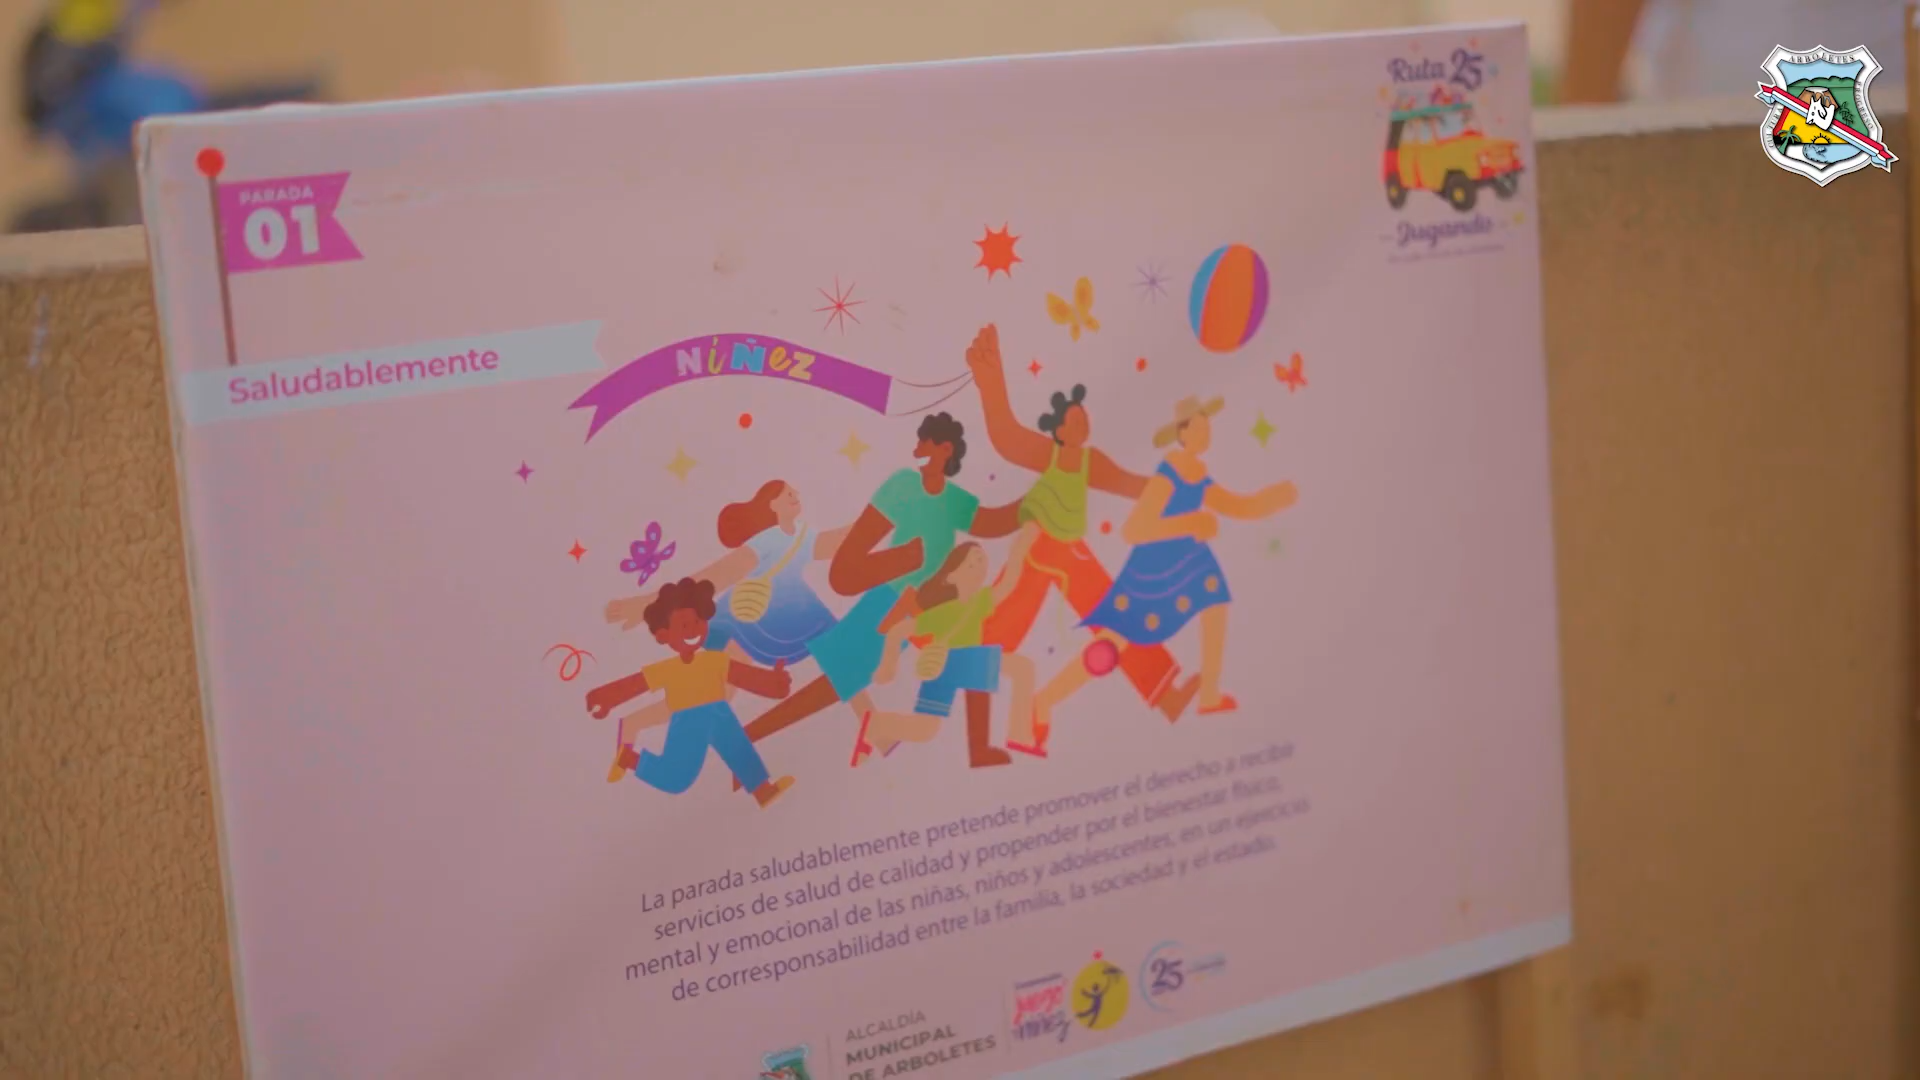 PARADA
01
Saludablemente
NIÑEZ
Ruta 25
Jugando
ARBOLETES
La parada saludablemente pretende promover el derecho a recibir
servicios de salud de calidad y propender por el bienestar físico,
mental y emocional de las niñas, niños y adolescentes, en un ejercicio
de corresponsabilidad entre la familia, la sociedad y el estado.
ALCALDÍA
MUNICIPAL
DE ARBOLETES
25